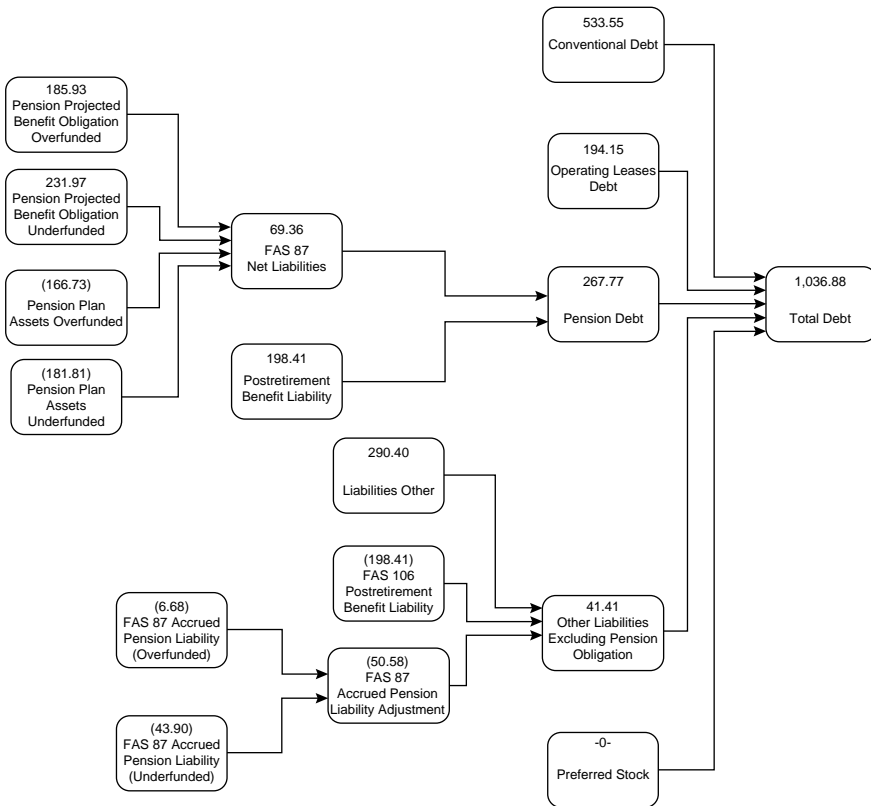 533.55
Conventional Debt
185.93
Pension Projected
Benefit Obligation
Overfunded
194.15
Operating Leases
Debt
231.97
Pension Projected
Benefit Obligation
Underfunded
69.36
FAS 87
Net Liabilities
(166.73)
Pension Plan
Assets Overfunded
267.77
Pension Debt
1,036.88
Total Debt
(181.81)
Pension Plan
Assets
Underfunded
198.41
Postretirement
Benefit Liability
290.40
Liabilities Other
(198.41)
FAS 106
Postretirement
Benefit Liability
(6.68)
FAS 87 Accrued
Pension Liability
(Overfunded)
41.41
Other Liabilities
Excluding Pension
Obligation
(50.58)
FAS 87
Accrued Pension
Liability Adjustment
(43.90)
FAS 87 Accrued
Pension Liability
(Underfunded)
-0-
Preferred Stock